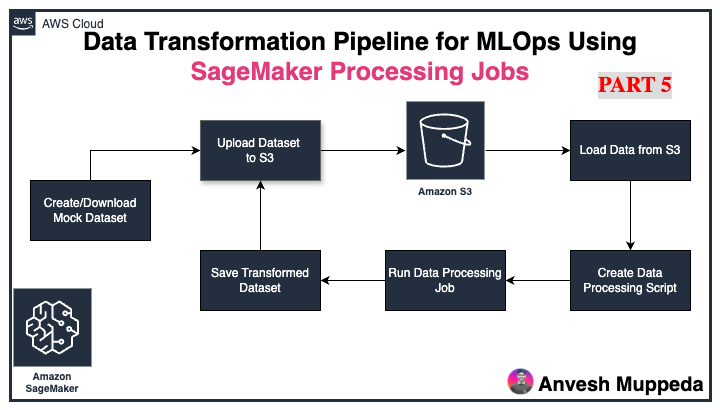 aws
AWS Cloud
Data Transformation Pipeline for MLOps Using
SageMaker Processing Jobs
PART 5
Upload Dataset
to S3
Amazon S3
Load Data from S3
Create/Download
Mock Dataset
Save Transformed
Dataset
Run Data Processing
Job
Create Data
Processing Script
Amazon
SageMaker
Anvesh Muppeda